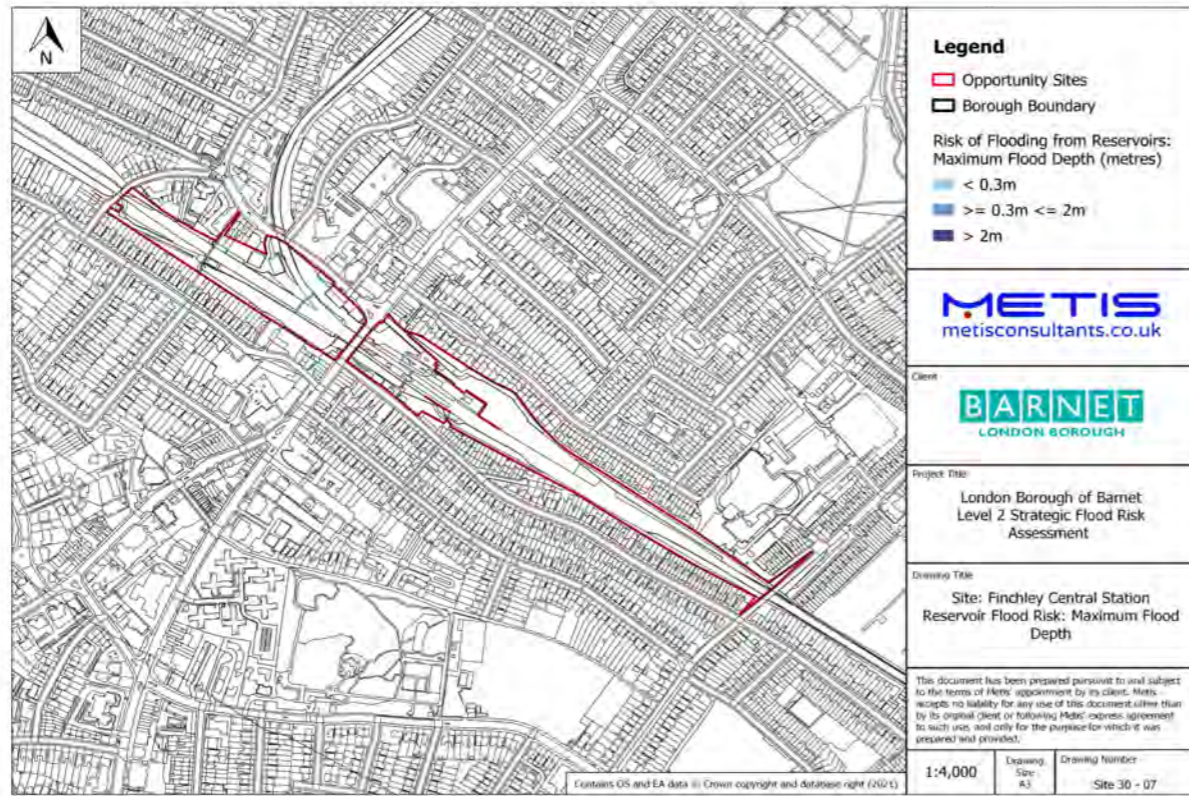 N
Legend
Opportunity Sites
Borough Boundary
Risk of Flooding from Reservoirs:
Maximum Flood Depth (metres)
< 0.3m
>= 0.3m <= 2m
> 2m
METIS
metisconsultants.co.uk
Client
BARNET
LONDON BOROUGH
Project Title
London Borough of Barnet
Level 2 Strategic Flood Risk
Assessment
Drawing Title
Site: Finchley Central Station
Reservoir Flood Risk: Maximum Flood
Depth
This document has been prepared pursuant to and subject
to the terms of Metis' appointment by its client. Metis
accepts no liability for any use of this document other than
by its original client or following Metis' express agreement
to such use, and only for the purpose for which it was
prepared and provided.
1:4,000
Drawing
Size
A3
Drawing Number
Site 30 - 07
Contains OS and EA data © Crown copyright and database right (2021)